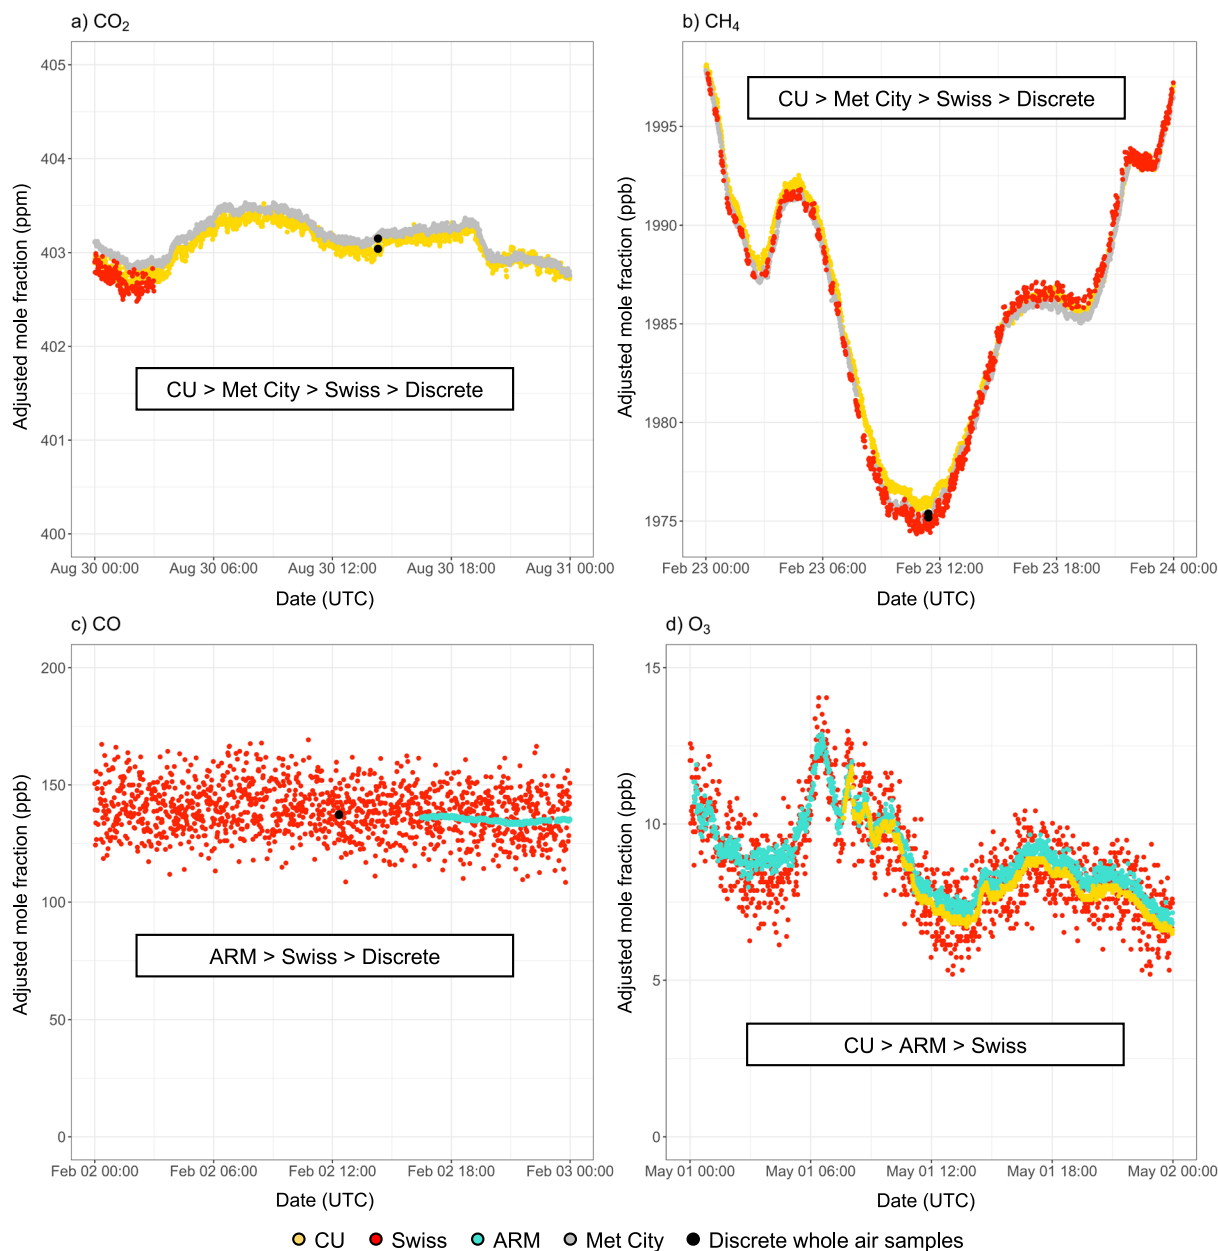 a) CO2
b) CH4
405
404
403
402
401
400
Adjusted mole fraction (ppm)
CU > Met City > Swiss > Discrete
Aug 30 00:00 Aug 30 06:00 Aug 30 12:00 Aug 30 18:00 Aug 31 00:00
Date (UTC)
1995
1990
1985
1980
1975
Adjusted mole fraction (ppb)
CU > Met City > Swiss > Discrete
Feb 23 00:00 Feb 23 06:00 Feb 23 12:00 Feb 23 18:00 Feb 24 00:00
Date (UTC)
c) CO
d) O3
200
150
100
50
0
Adjusted mole fraction (ppb)
ARM > Swiss > Discrete
Feb 02 00:00 Feb 02 06:00 Feb 02 12:00 Feb 02 18:00 Feb 03 00:00
Date (UTC)
15
10
5
0
Adjusted mole fraction (ppb)
CU > ARM > Swiss
May 01 00:00 May 01 06:00 May 01 12:00 May 01 18:00 May 02 00:00
Date (UTC)
CU Swiss ARM Met City Discrete whole air samples